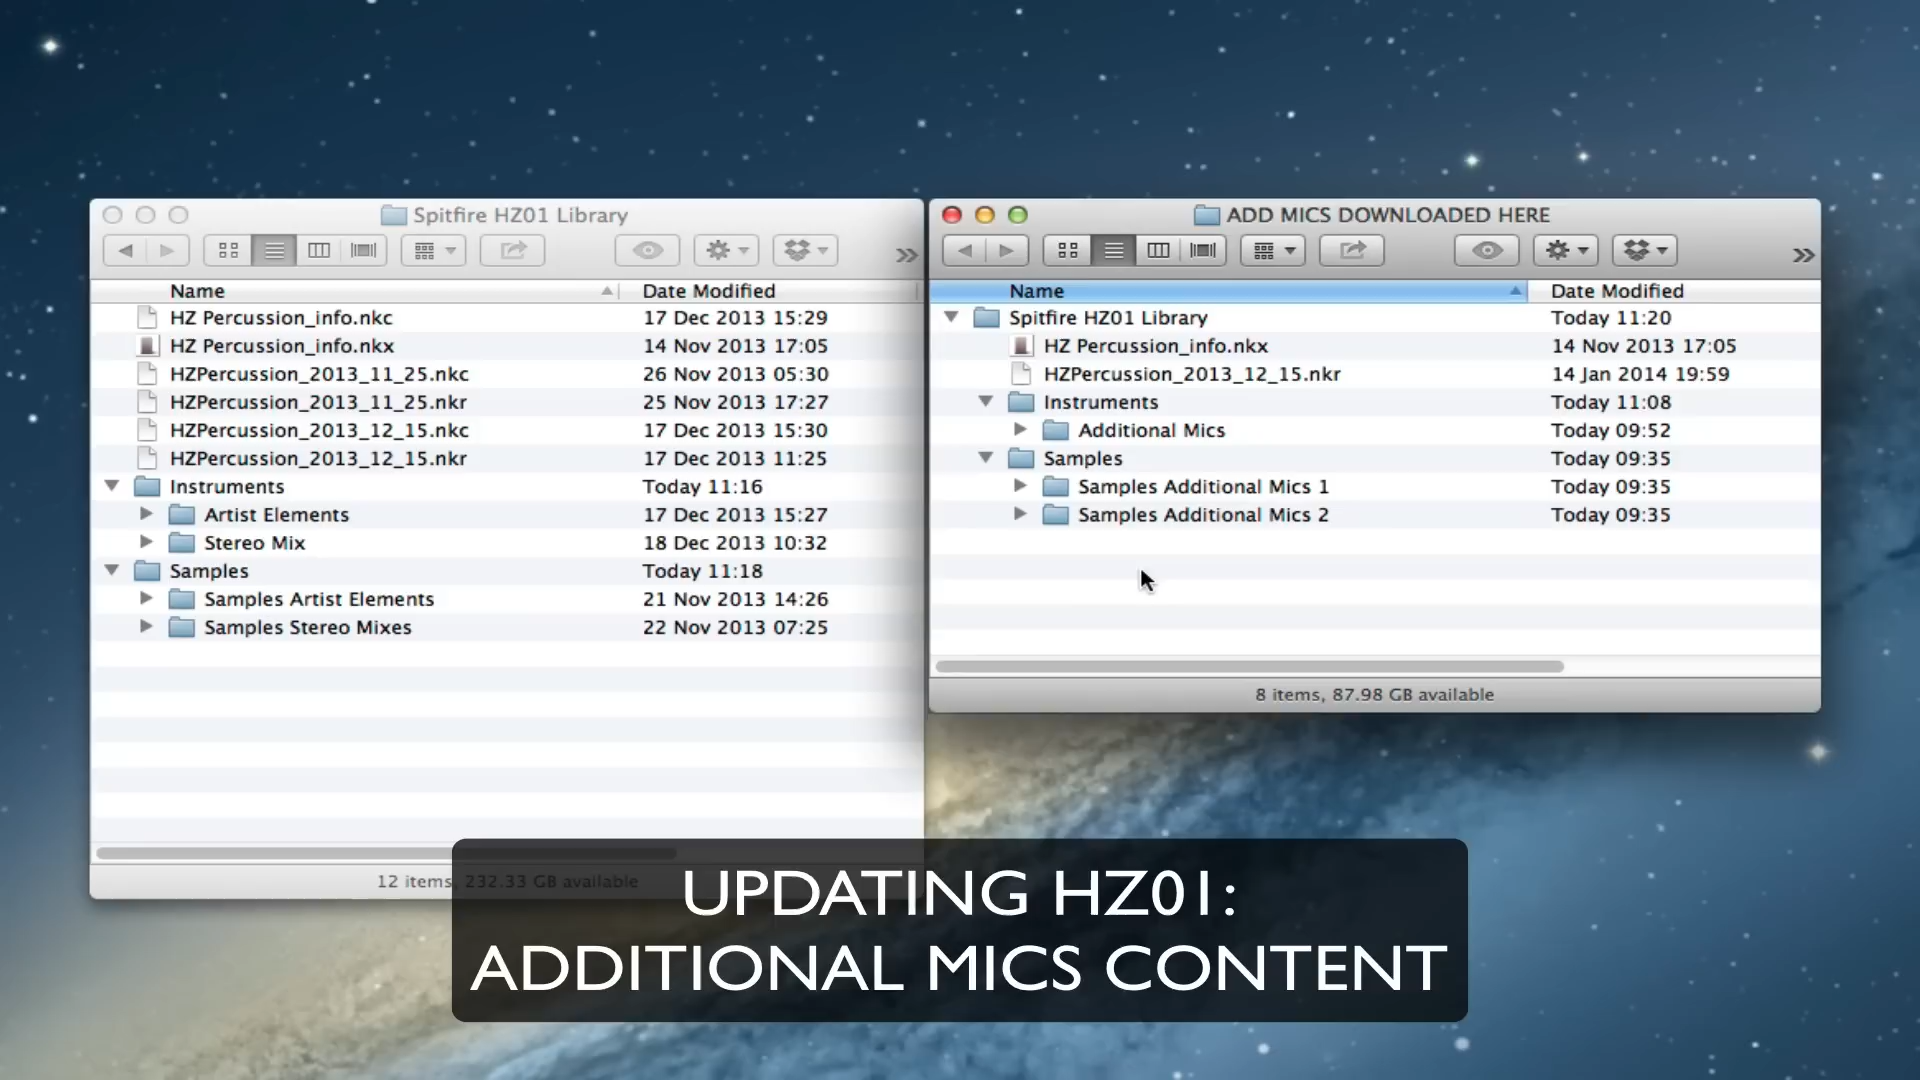 Spitfire HZ01 Library
Name Date Modified
HZ Percussion_info.nkc 17 Dec 2013 15:29
HZ Percussion_info.nkx 14 Nov 2013 17:05
HZPercussion_2013_11_25.nkc 26 Nov 2013 05:30
HZPercussion_2013_11_25.nkr 25 Nov 2013 17:27
HZPercussion_2013_12_15.nkc 17 Dec 2013 15:30
HZPercussion_2013_12_15.nkr 17 Dec 2013 11:25
Instruments Today 11:16
Artist Elements 17 Dec 2013 15:27
Stereo Mix 18 Dec 2013 10:32
Samples Today 11:18
Samples Artist Elements 21 Nov 2013 14:26
Samples Stereo Mixes 22 Nov 2013 07:25
12 items, 232.33 GB available
ADD MICS DOWNLOADED HERE
Name Date Modified
Spitfire HZ01 Library Today 11:20
HZ Percussion_info.nkx 14 Nov 2013 17:05
HZPercussion_2013_12_15.nkr 14 Jan 2014 19:59
Instruments Today 11:08
Additional Mics Today 09:52
Samples Today 09:35
Samples Additional Mics 1 Today 09:35
Samples Additional Mics 2 Today 09:35
8 items, 87.98 GB available
UPDATING HZ01:
ADDITIONAL MICS CONTENT